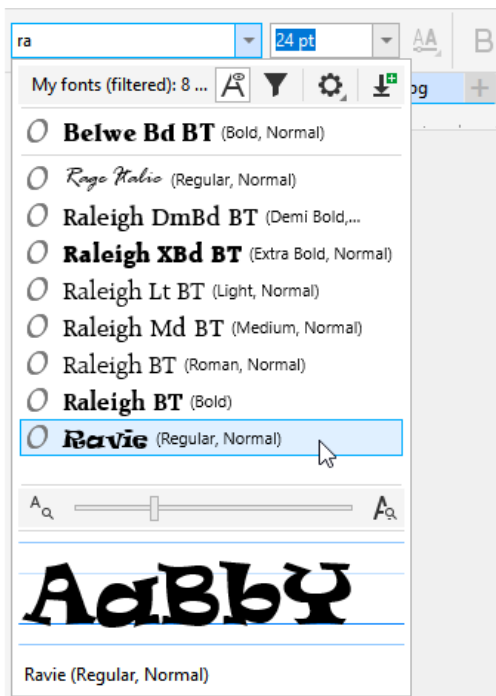 ra 24 pt AA B
My fonts (filtered): 8 ...
pg +
Belwe Bd BT (Bold, Normal)
Rage Italic (Regular, Normal)
Raleigh DmBd BT (Demi Bold,...
Raleigh XBd BT (Extra Bold, Normal)
Raleigh Lt BT (Light, Normal)
Raleigh Md BT (Medium, Normal)
Raleigh BT (Roman, Normal)
Raleigh BT (Bold)
Ravie (Regular, Normal)
AaBbY
Ravie (Regular, Normal)